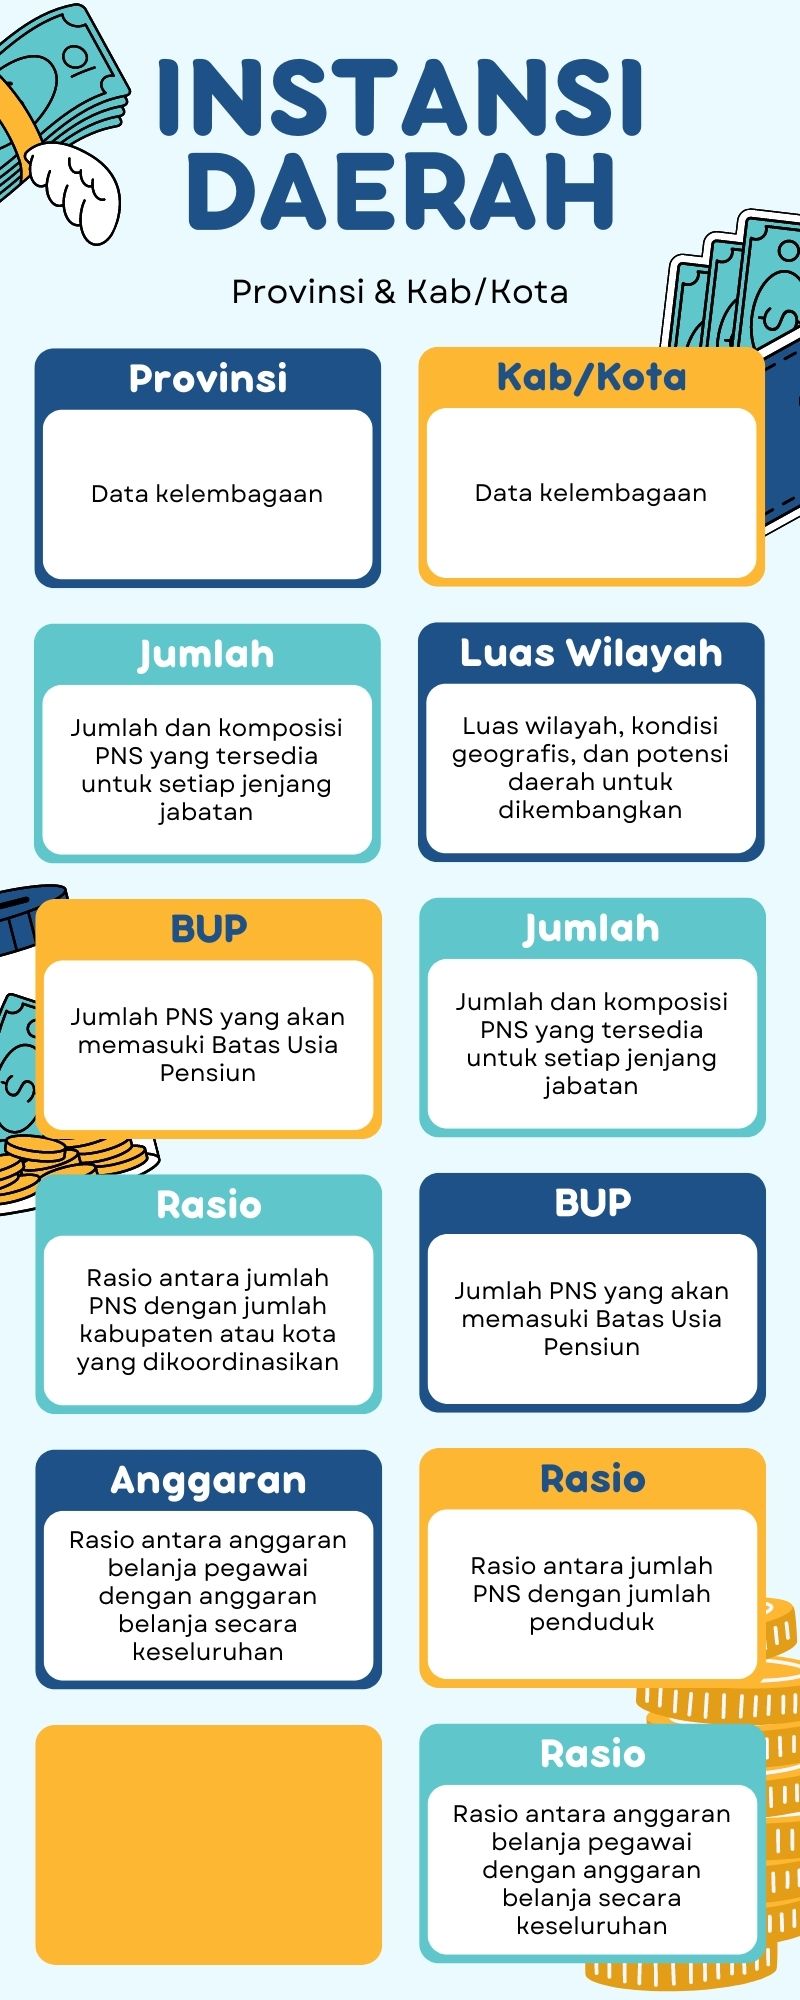 INSTANSI
DAERAH
Provinsi & Kab/Kota
Provinsi
Data kelembagaan
Kab/Kota
Data kelembagaan
Jumlah
Jumlah dan komposisi
PNS yang tersedia
untuk setiap jenjang
jabatan
Luas Wilayah
Luas wilayah, kondisi
geografis, dan potensi
daerah untuk
dikembangkan
BUP
Jumlah PNS yang akan
memasuki Batas Usia
Pensiun
Jumlah
Jumlah dan komposisi
PNS yang tersedia
untuk setiap jenjang
jabatan
Rasio
Rasio antara jumlah
PNS dengan jumlah
kabupaten atau kota
yang dikoordinasikan
BUP
Jumlah PNS yang akan
memasuki Batas Usia
Pensiun
Anggaran
Rasio antara anggaran
belanja pegawai
dengan anggaran
belanja secara
keseluruhan
Rasio
Rasio antara jumlah
PNS dengan jumlah
penduduk
Rasio
Rasio antara anggaran
belanja pegawai
dengan anggaran
belanja secara
keseluruhan